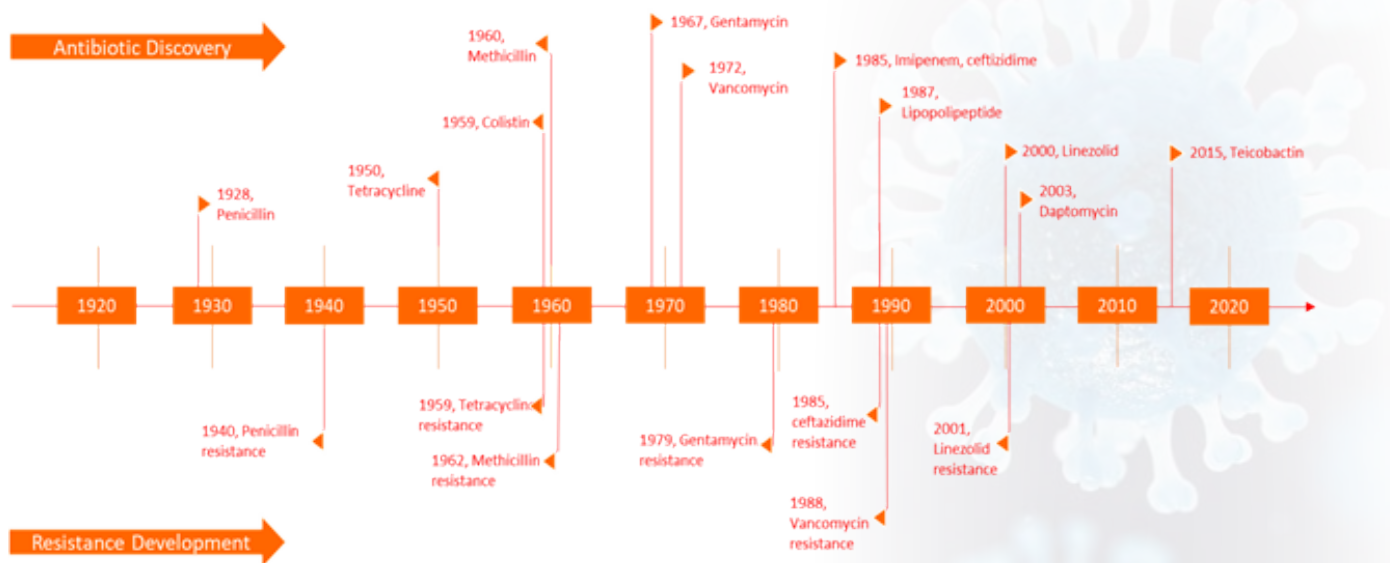 Antibiotic Discovery
1960,
Methicillin
1967, Gentamycin
1972,
Vancomycin
1985, Imipenem, ceftizidime
1987,
Lipopolipeptide
1959, Colistin
1950,
Tetracycline
1928,
Penicillin
2000, Linezolid
2003,
Daptomycin
2015, Teicobactin
1920
1930
1940
1950
1960
1970
1980
1990
2000
2010
2020
1940, Penicillin
resistance
1959, Tetracycline
resistance
1962, Methicillin
resistance
1979, Gentamycin
resistance
1985,
ceftazidime
resistance
1988,
Vancomycin
resistance
2001,
Linezolid
resistance
Resistance Development